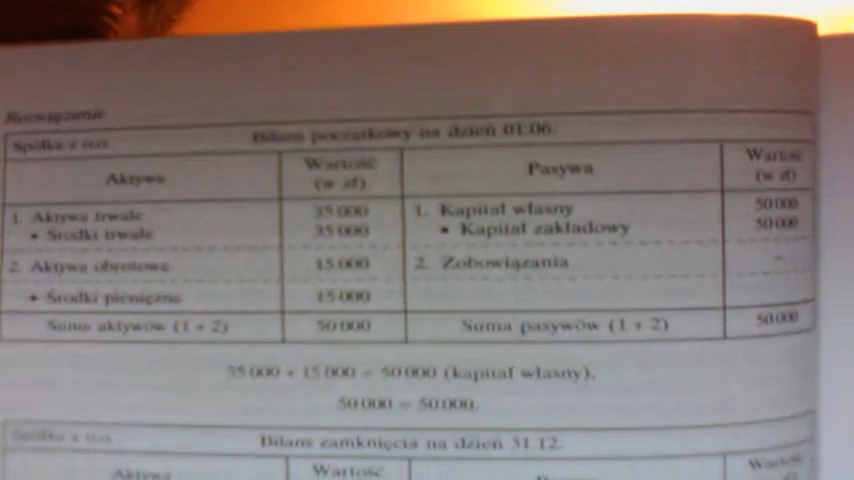 Rozwiązanie
Spółka z o.o. Bilans początkowy na dzień 01.06.
Aktywa Wartość (w zł) Pasywa Wartość (w zł)
1. Aktywa trwałe 35 000 1. Kapitał własny 50 000
• Środki trwałe 35 000 • Kapitał zakładowy 50 000
2. Aktywa obrotowe 15 000 2. Zobowiązania –
• Środki pieniężne 15 000
Suma aktywów (1 + 2) 50 000 Suma pasywów (1 + 2) 50 000
35 000 + 15 000 = 50 000 (kapitał własny),
50 000 = 50 000.
Spółka z o.o. Bilans zamknięcia na dzień 31.12.
Aktywa Wartość Wartość